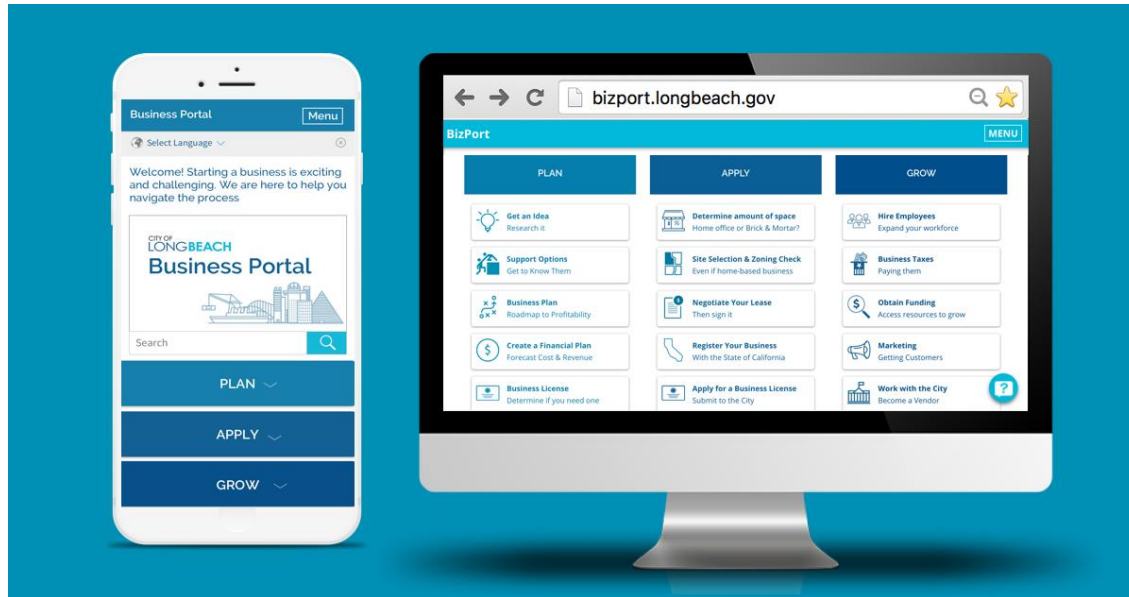 Business Portal
Menu
Select Language
Welcome! Starting a business is exciting
and challenging. We are here to help you
navigate the process
CITY OF
LONGBEACH
Business Portal
Search
PLAN
APPLY
GROW
bizport.longbeach.gov
BizPort
MENU
PLAN
Get an Idea
Research it
Support Options
Get to Know Them
Business Plan
Roadmap to Profitability
Create a Financial Plan
Forecast Cost & Revenue
Business License
Determine if you need one
APPLY
Determine amount of space
Home office or Brick & Mortar?
Site Selection & Zoning Check
Even if home-based business
Negotiate Your Lease
Then sign it
Register Your Business
With the State of California
Apply for a Business License
Submit to the City
GROW
Hire Employees
Expand your workforce
Business Taxes
Paying them
Obtain Funding
Access resources to grow
Marketing
Getting Customers
Work with the City
Become a Vendor
?